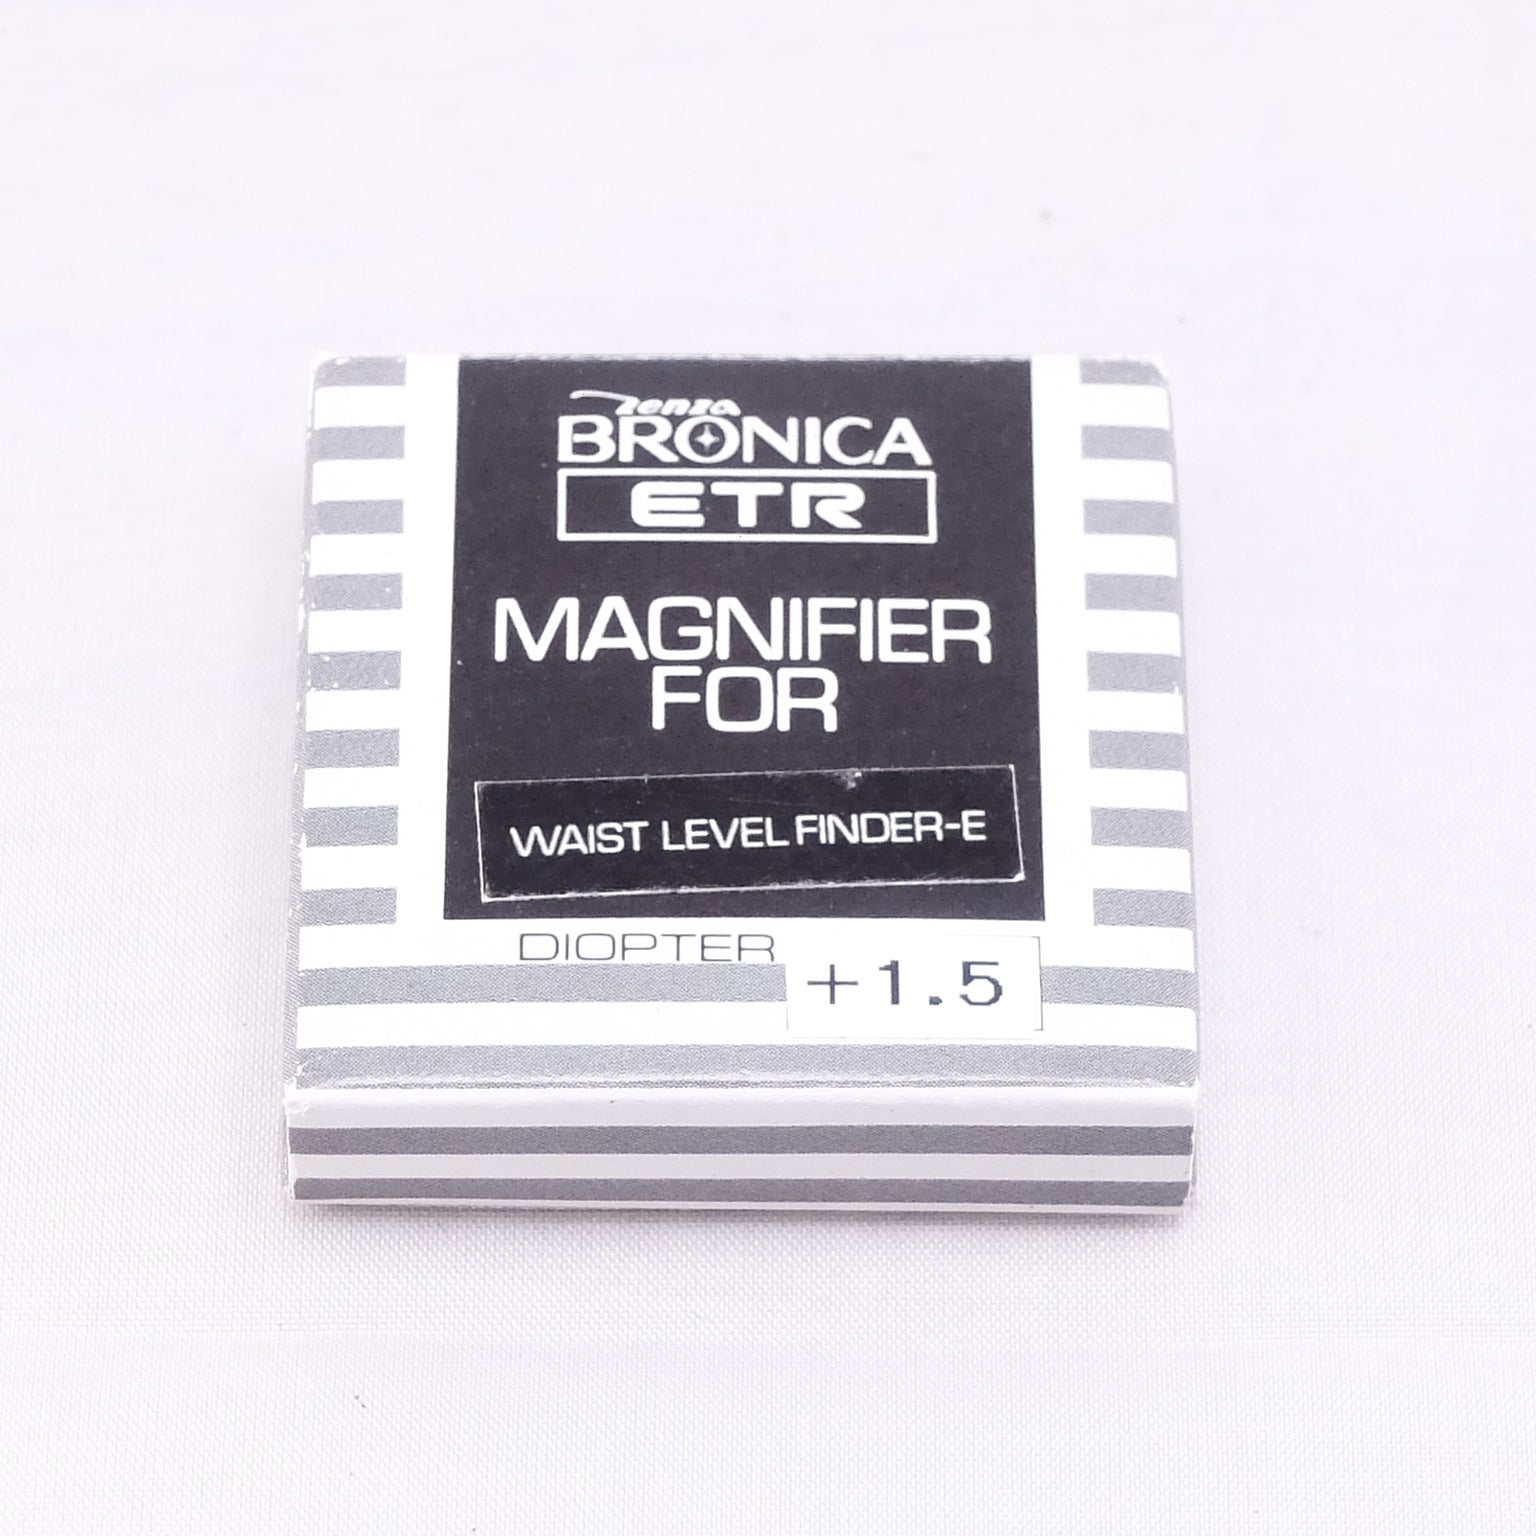 zenza
BRONICA
ETR
MAGNIFIER
FOR
WAIST LEVEL FINDER-E
DIOPTER +1.5